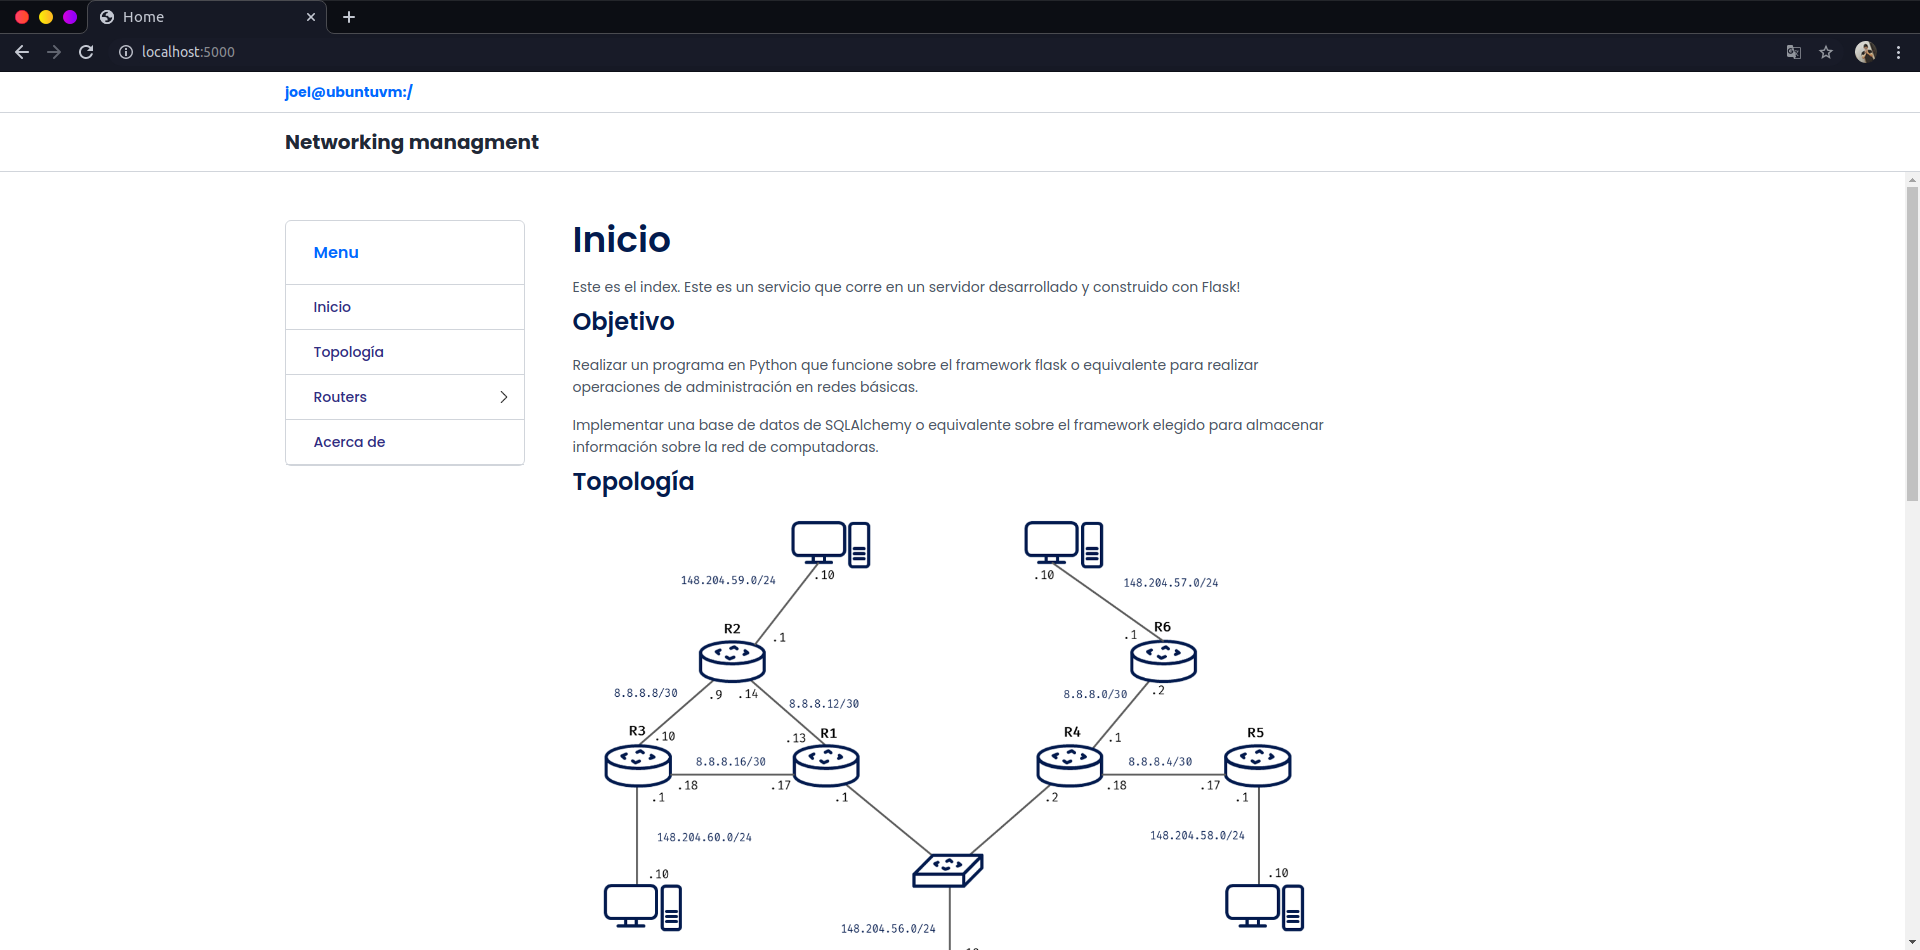 Home
localhost:5000
joel@ubuntuvm:/
Networking managment
Menu
Inicio
Topología
Routers
Acerca de
Inicio
Este es el index. Este es un servicio que corre en un servidor desarrollado y construido con Flask!
Objetivo
Realizar un programa en Python que funcione sobre el framework flask o equivalente para realizar
operaciones de administración en redes básicas.
Implementar una base de datos de SQLAlchemy o equivalente sobre el framework elegido para almacenar
información sobre la red de computadoras.
Topología
148.204.59.0/24
.10
.10
148.204.57.0/24
R2
.1
.1
R6
8.8.8.8/30
.9
.14
8.8.8.12/30
8.8.8.0/30
.2
R3
.10
.13
R1
R4
.1
R5
8.8.8.16/30
8.8.8.4/30
.1
.18
.17
.1
.2
.18
.17
.1
148.204.60.0/24
148.204.58.0/24
.10
.10
148.204.56.0/24